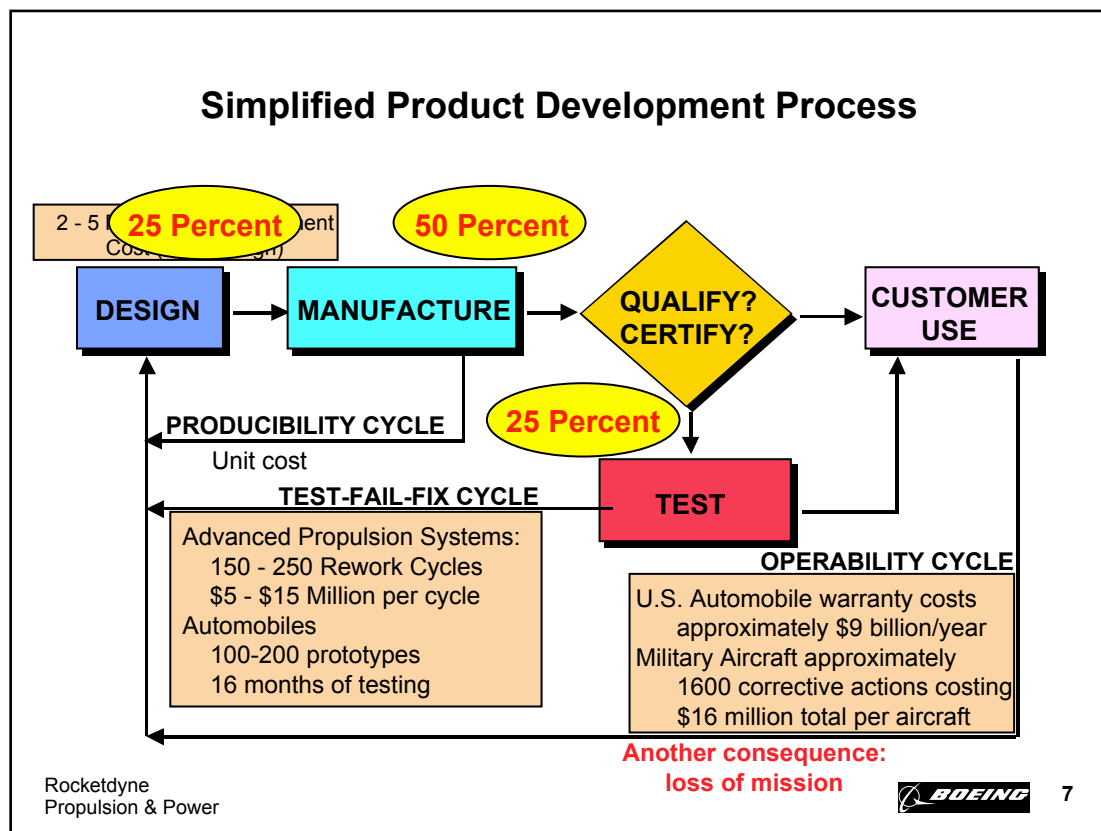 Simplified Product Development Process
2 - 5
25 Percent
Cost
50 Percent
DESIGN
MANUFACTURE
QUALIFY?
CERTIFY?
CUSTOMER
USE
25 Percent
PRODUCIBILITY CYCLE
Unit cost
TEST-FAIL-FIX CYCLE
TEST
Advanced Propulsion Systems:
150 - 250 Rework Cycles
$5 - $15 Million per cycle
Automobiles
100-200 prototypes
16 months of testing
OPERABILITY CYCLE
U.S. Automobile warranty costs
approximately $9 billion/year
Military Aircraft approximately
1600 corrective actions costing
$16 million total per aircraft
Another consequence:
loss of mission
Rocketdyne
Propulsion & Power
BOEING
7